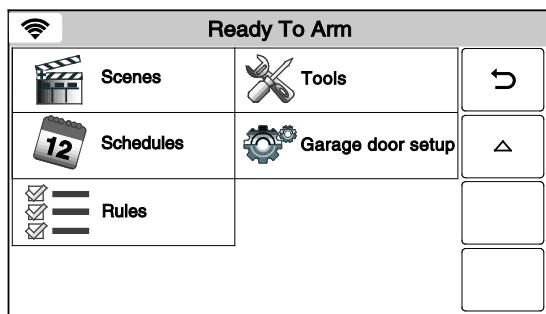 Ready To Arm
Scenes
Tools
12
Schedules
Garage door setup
Rules